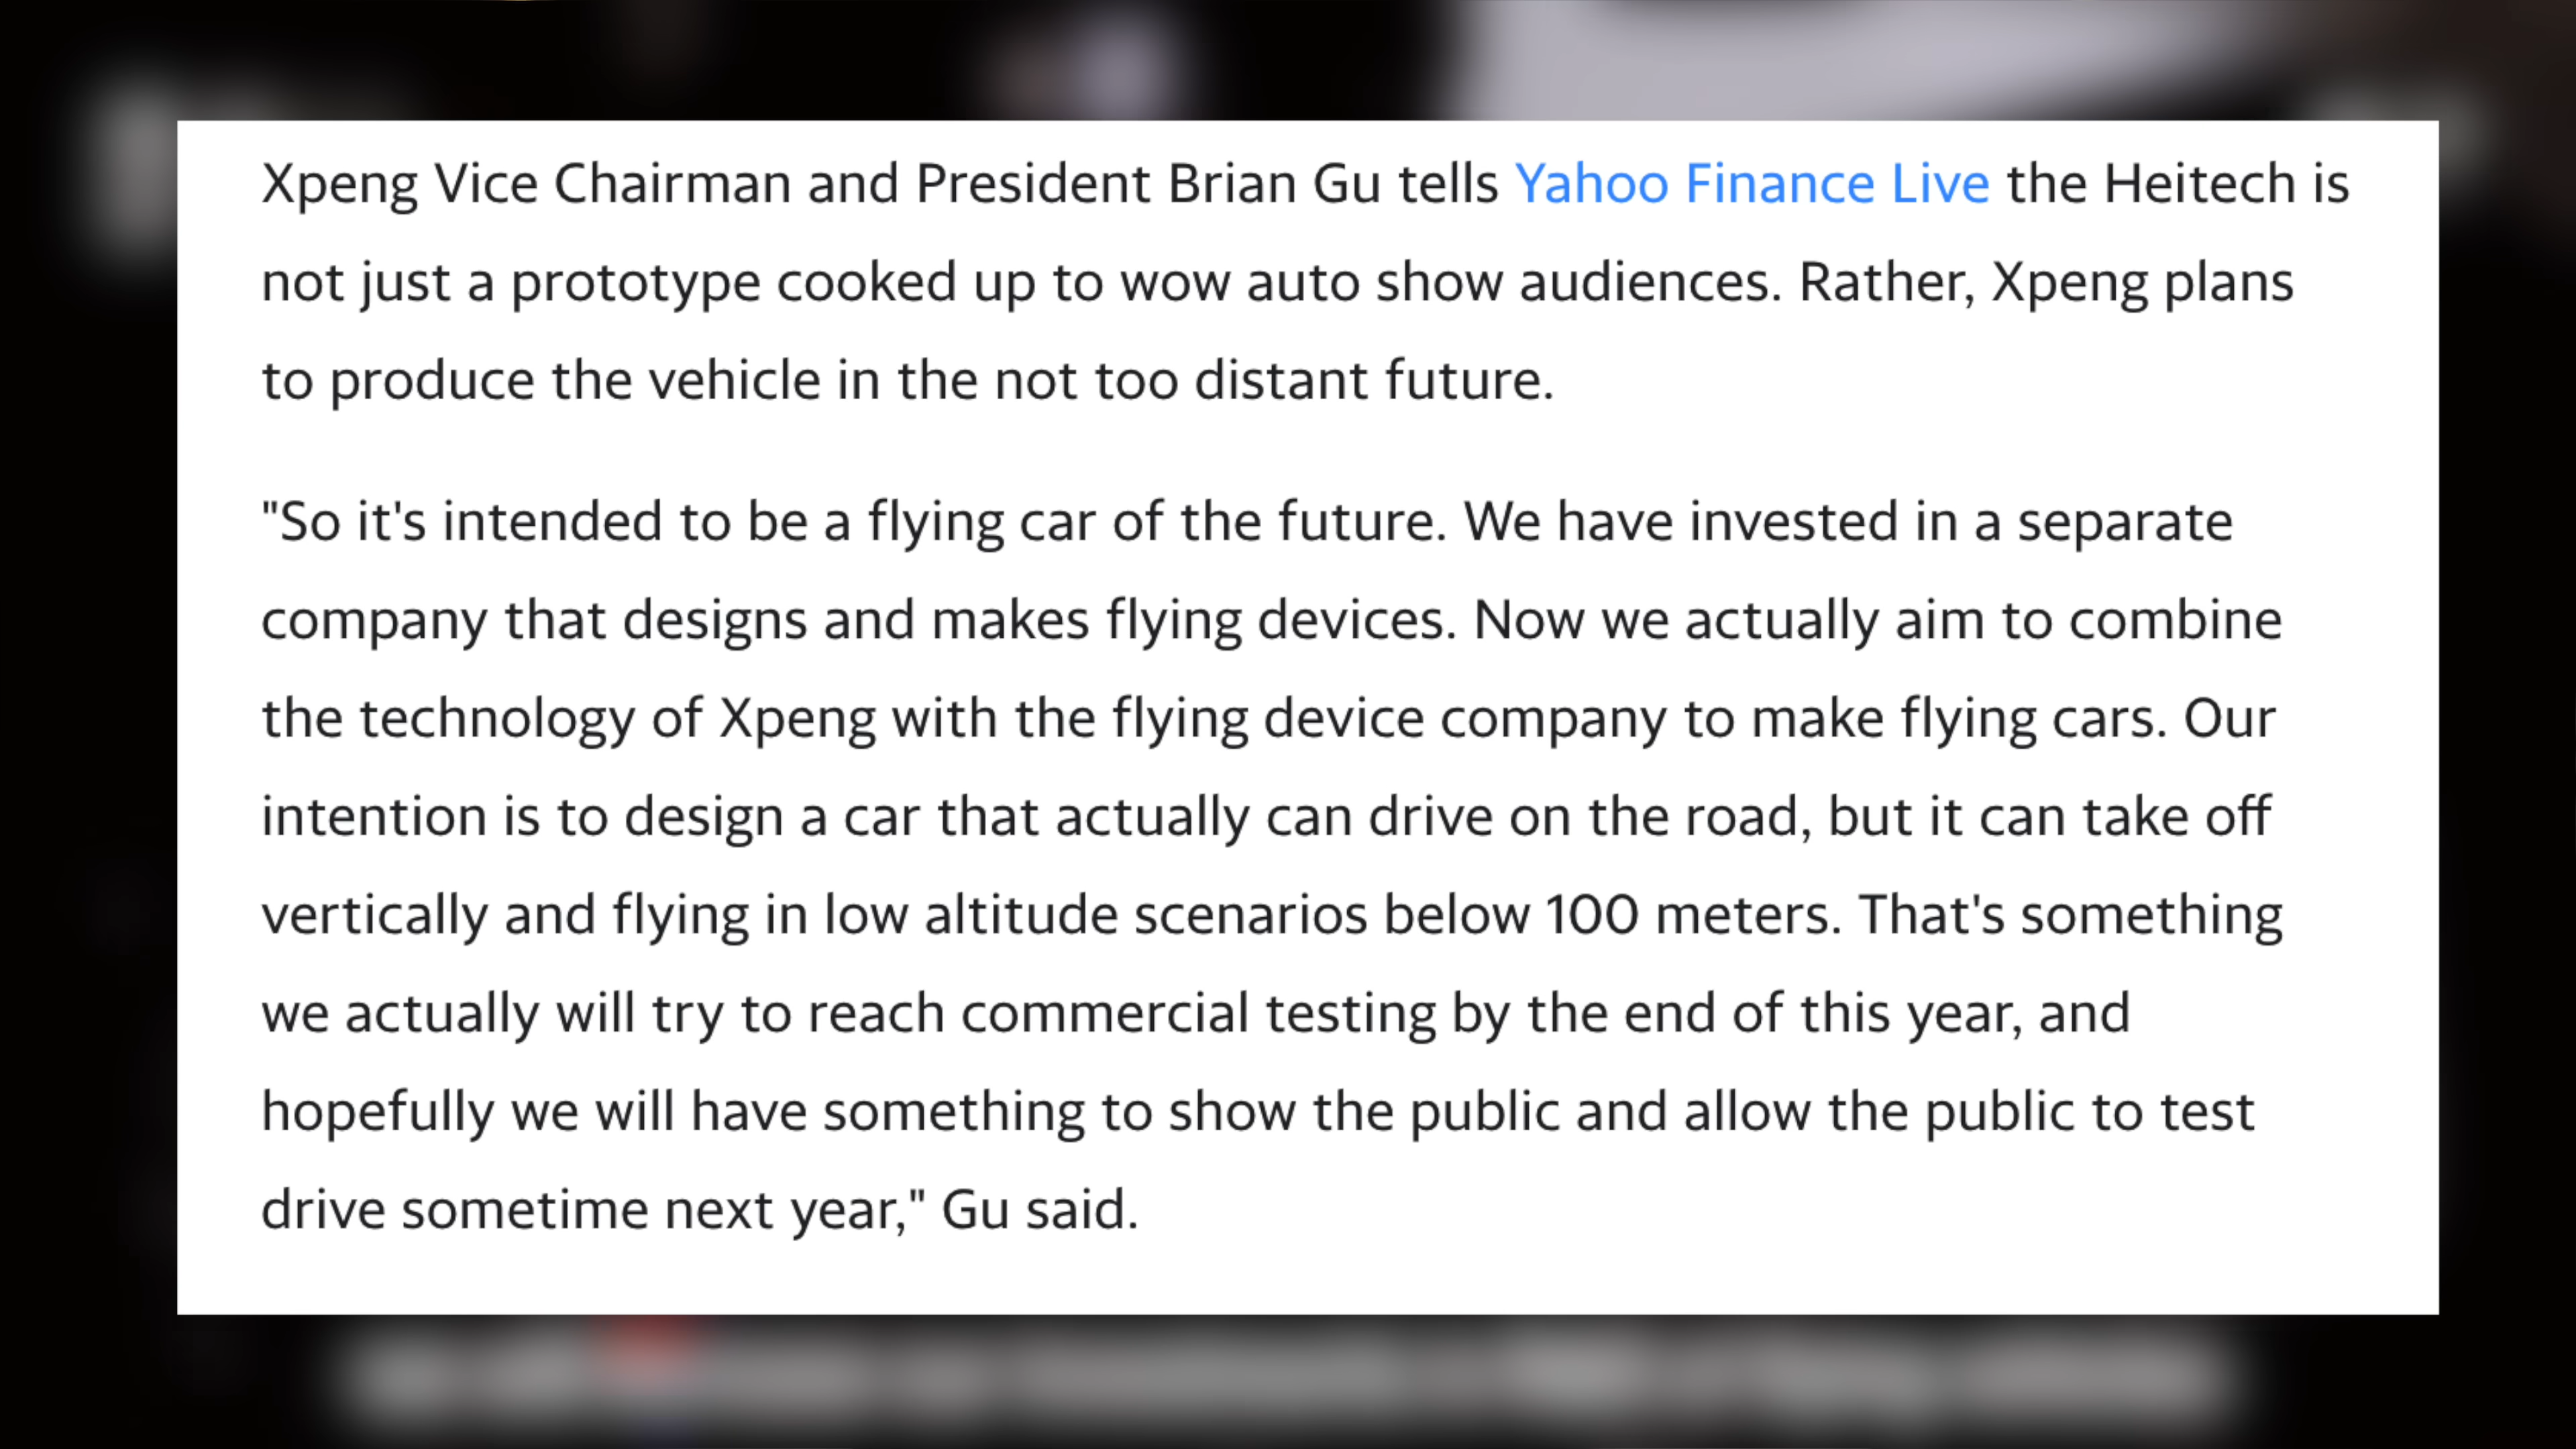 Xpeng Vice Chairman and President Brian Gu tells Yahoo Finance Live the Heitech is
not just a prototype cooked up to wow auto show audiences. Rather, Xpeng plans
to produce the vehicle in the not too distant future.
"So it's intended to be a flying car of the future. We have invested in a separate
company that designs and makes flying devices. Now we actually aim to combine
the technology of Xpeng with the flying device company to make flying cars. Our
intention is to design a car that actually can drive on the road, but it can take off
vertically and flying in low altitude scenarios below 100 meters. That's something
we actually will try to reach commercial testing by the end of this year, and
hopefully we will have something to show the public and allow the public to test
drive sometime next year," Gu said.